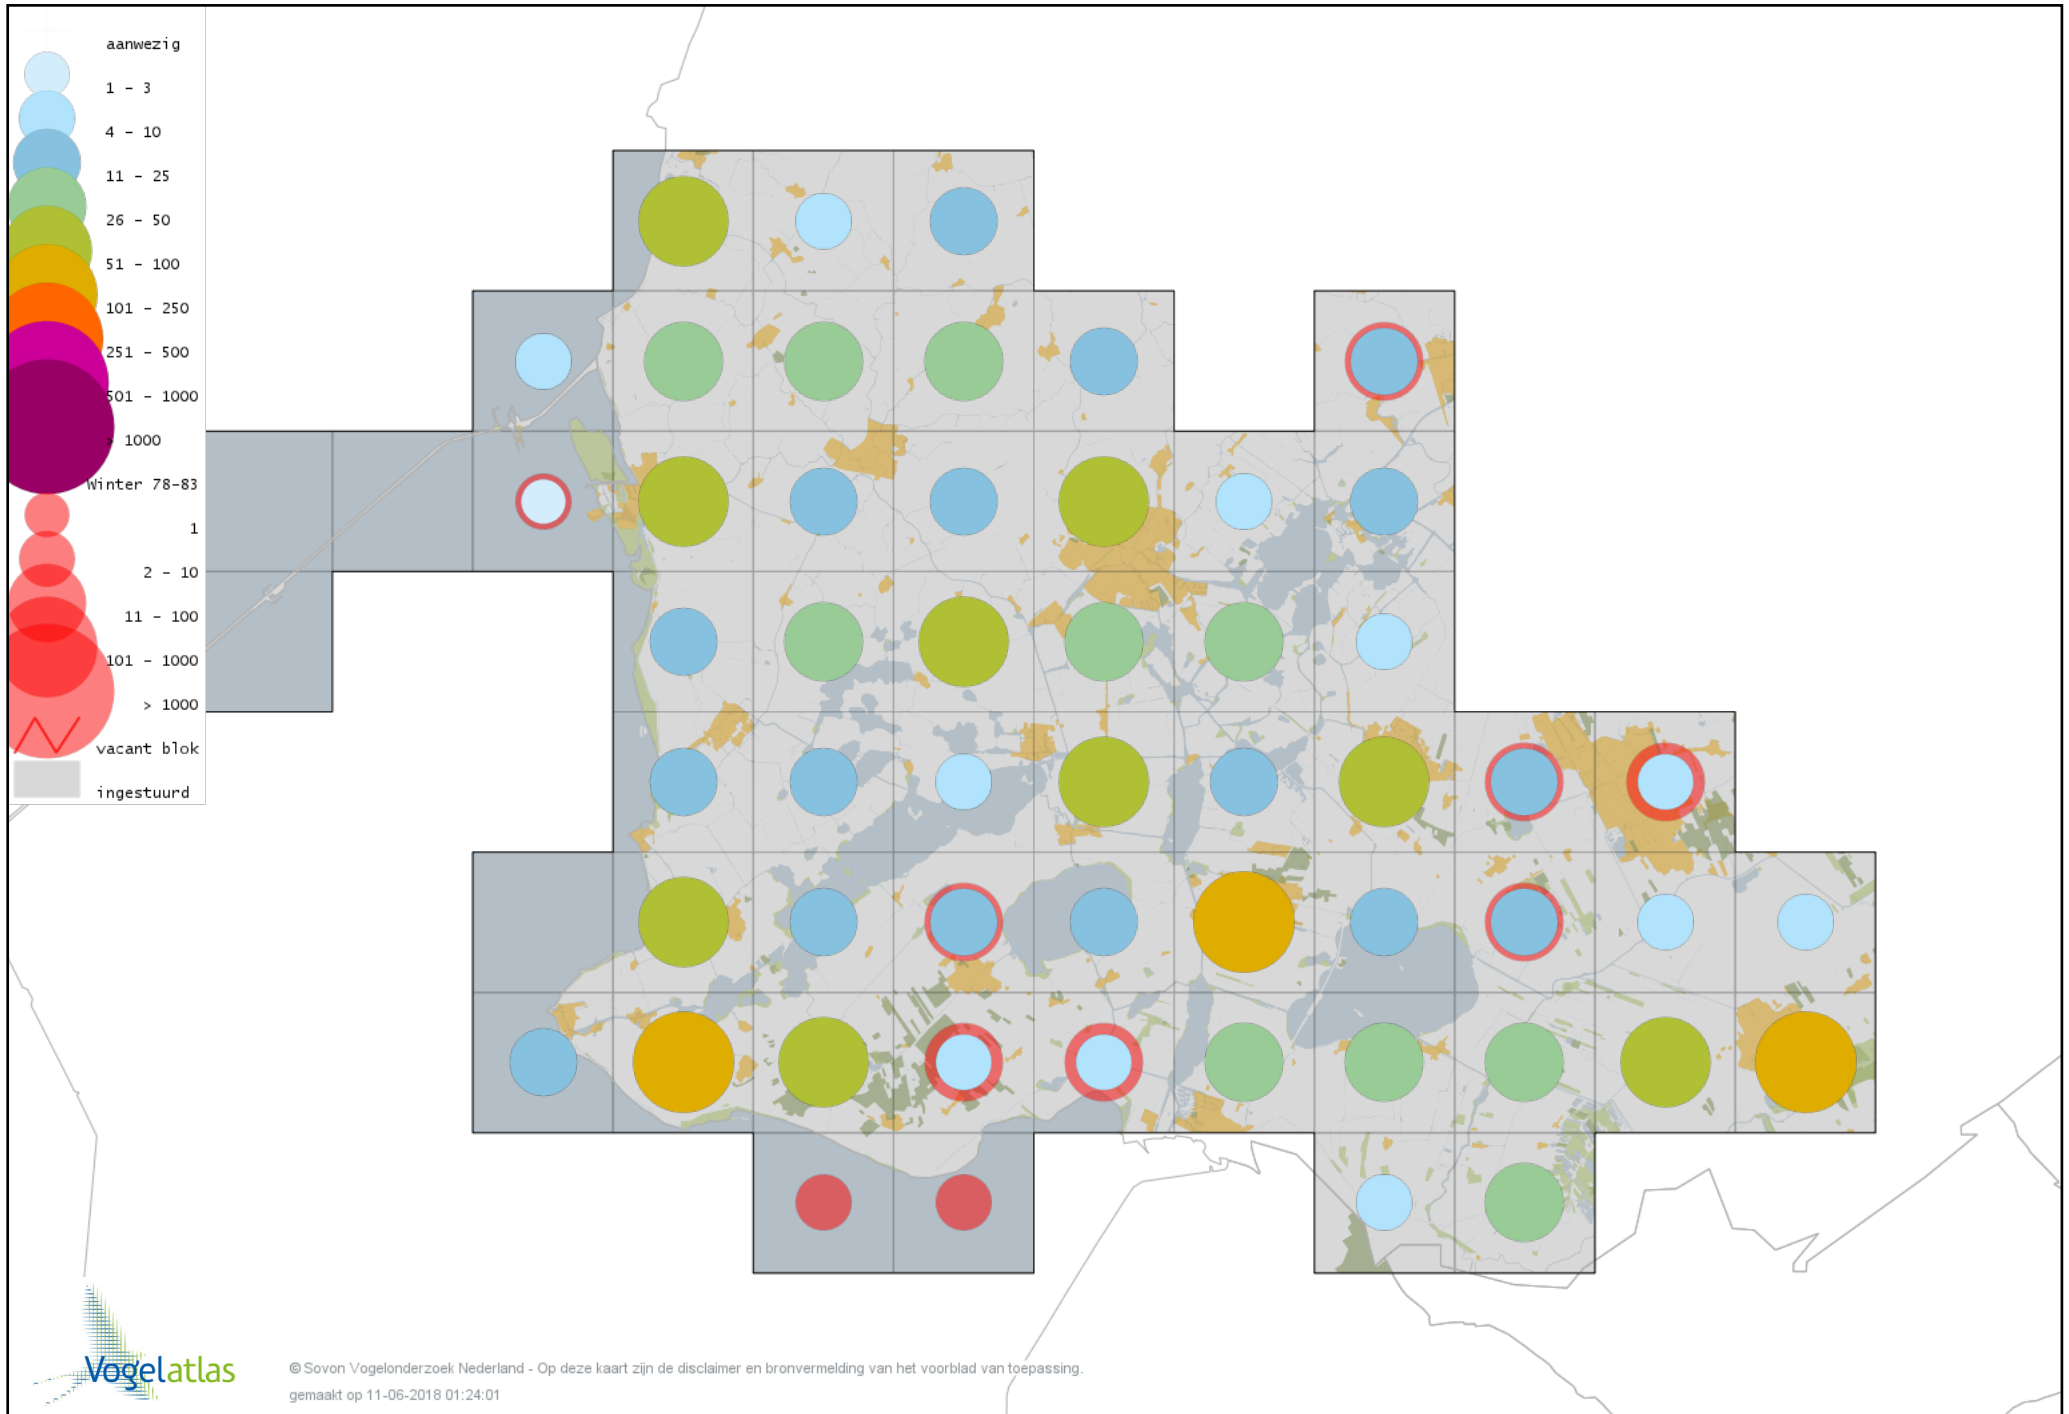 aanwezig
1 - 3
4 - 10
11 - 25
26 - 50
51 - 100
101 - 250
251 - 500
501 - 1000
> 1000
Winter 78-83
1
2 - 10
11 - 100
101 - 1000
> 1000
vacant blok
ingestuurd
Vogelatlas
© Sovon Vogelonderzoek Nederland - Op deze kaart zijn de disclaimer en bronvermelding van het voorblad van toepassing.
gemaakt op 11-06-2018 01:24:01